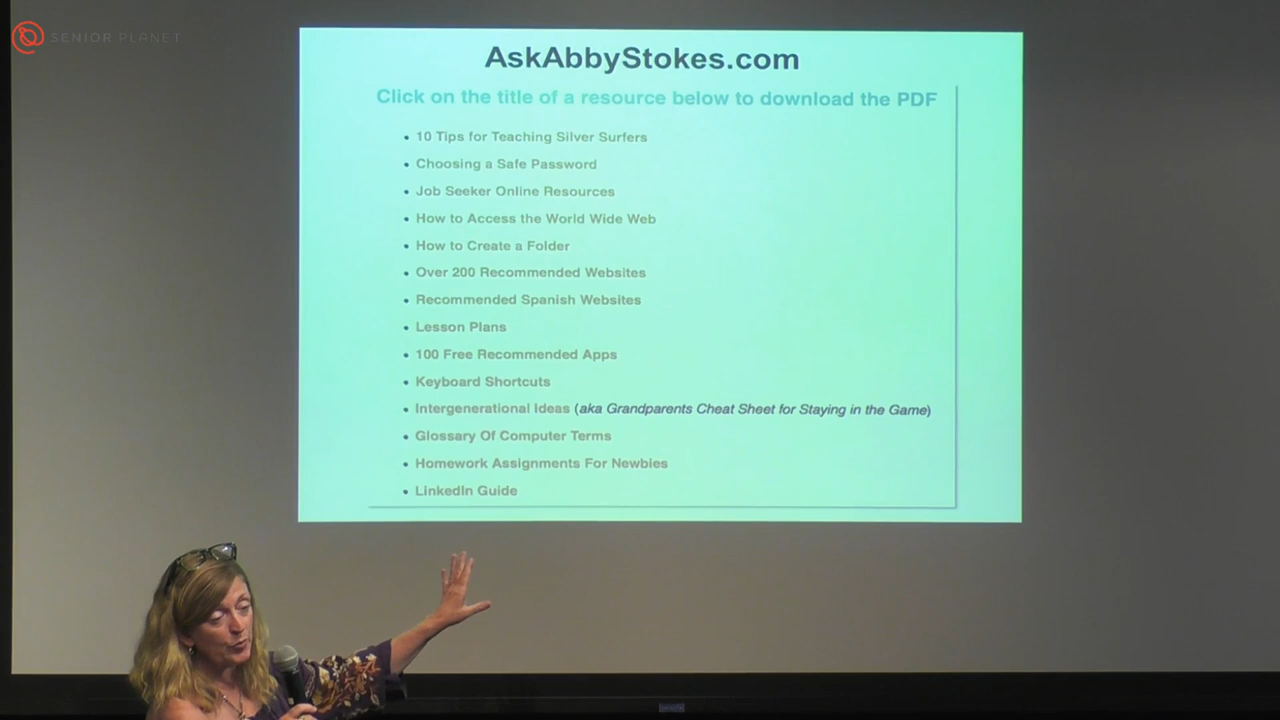 SENIOR PLANET
AskAbbyStokes.com
Click on the title of a resource below to download the PDF
• 10 Tips for Teaching Silver Surfers
• Choosing a Safe Password
• Job Seeker Online Resources
• How to Access the World Wide Web
• How to Create a Folder
• Over 200 Recommended Websites
• Recommended Spanish Websites
• Lesson Plans
• 100 Free Recommended Apps
• Keyboard Shortcuts
• Intergenerational Ideas (aka Grandparents Cheat Sheet for Staying in the Game)
• Glossary Of Computer Terms
• Homework Assignments For Newbies
• LinkedIn Guide